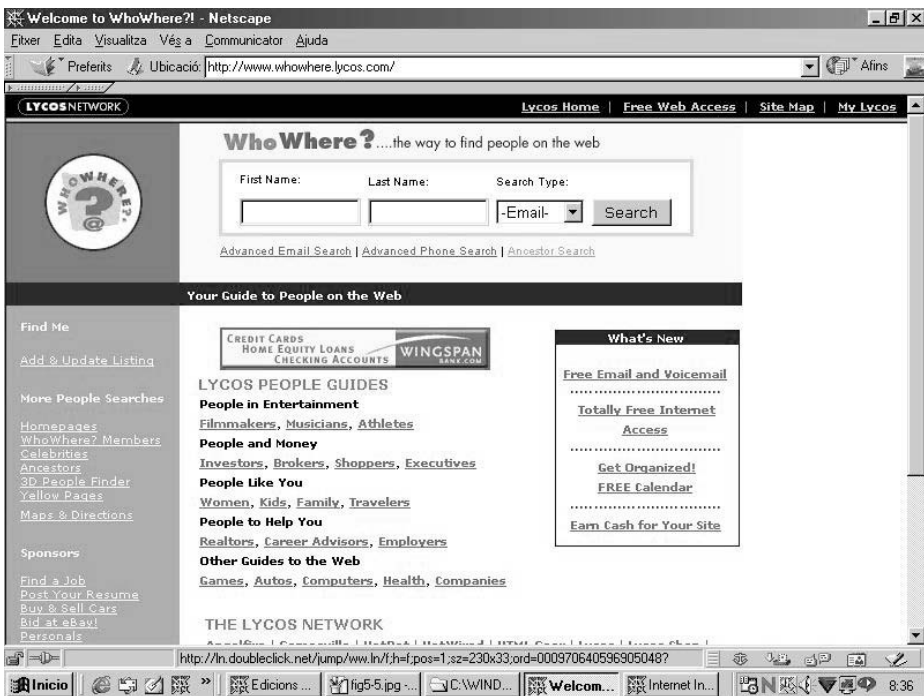 Welcome to WhoWhere?! - Netscape
Fitxer Edita Visualitza Vés a Communicator Ajuda
Preferits Ubicació: http://www.whowhere.lycos.com/ Afins
LYCOS NETWORK Lycos Home | Free Web Access | Site Map | My Lycos
WHOWHERE?
@
WhoWhere?....the way to find people on the web
First Name: Last Name: Search Type:
-Email- Search
Advanced Email Search | Advanced Phone Search | Ancestor Search
Your Guide to People on the Web
Find Me
Add & Update Listing
More People Searches
Homepages
WhoWhere? Members
Celebrities
Ancestors
3D People Finder
Yellow Pages
Maps & Directions
Sponsors
Find a Job
Post Your Resume
Buy & Sell Cars
Bid at eBay!
Personals
CREDIT CARDS
HOME EQUITY LOANS
CHECKING ACCOUNTS
WINGSPAN
BANK.COM
LYCOS PEOPLE GUIDES
People in Entertainment
Filmmakers, Musicians, Athletes
People and Money
Investors, Brokers, Shoppers, Executives
People Like You
Women, Kids, Family, Travelers
People to Help You
Realtors, Career Advisors, Employers
Other Guides to the Web
Games, Autos, Computers, Health, Companies
THE LYCOS NETWORK
What's New
Free Email and Voicemail
Totally Free Internet
Access
Get Organized!
FREE Calendar
Earn Cash for Your Site
http://ln.doubleclick.net/jump/ww.ln/f;h=f;pos=1;sz=230x33;ord=000970640596905048?
Inicio » Edicions ... fig5-5.jpg -... C:\WIND... Welcom... Internet In... 8:36